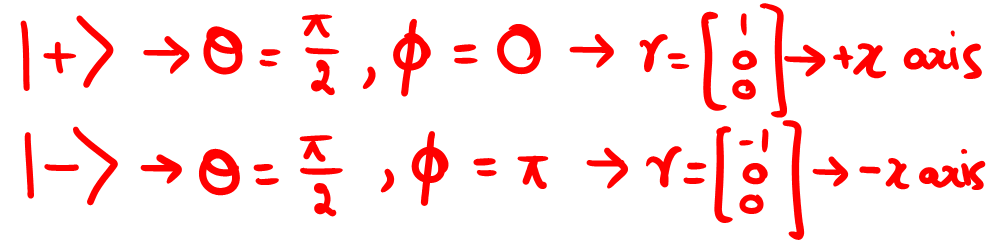 |+⟩ → θ = π/2, ϕ = 0 → r = [1 0 0] → +x axis
|−⟩ → θ = π/2, ϕ = π → r = [-1 0 0] → -x axis